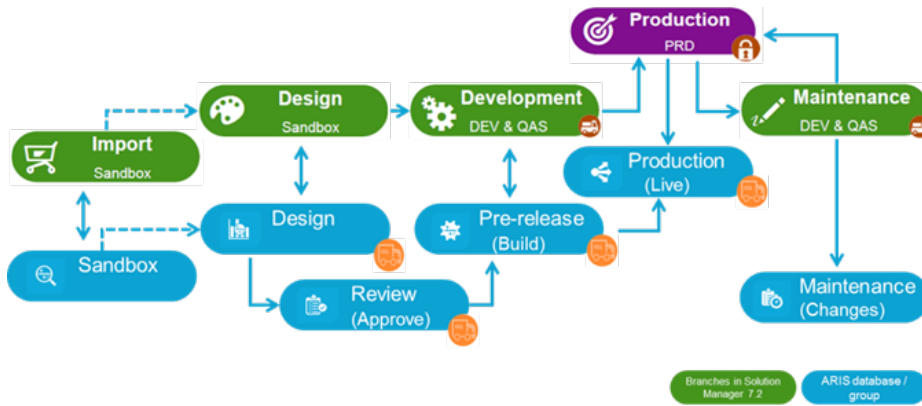 Production
PRD
Design
Sandbox
Development
DEV & QAS
Maintenance
DEV & QAS
Import
Sandbox
Production
(Live)
Design
Pre-release
(Build)
Sandbox
Review
(Approve)
Maintenance
(Changes)
Branches in Solution
Manager 7.2
ARIS database /
group